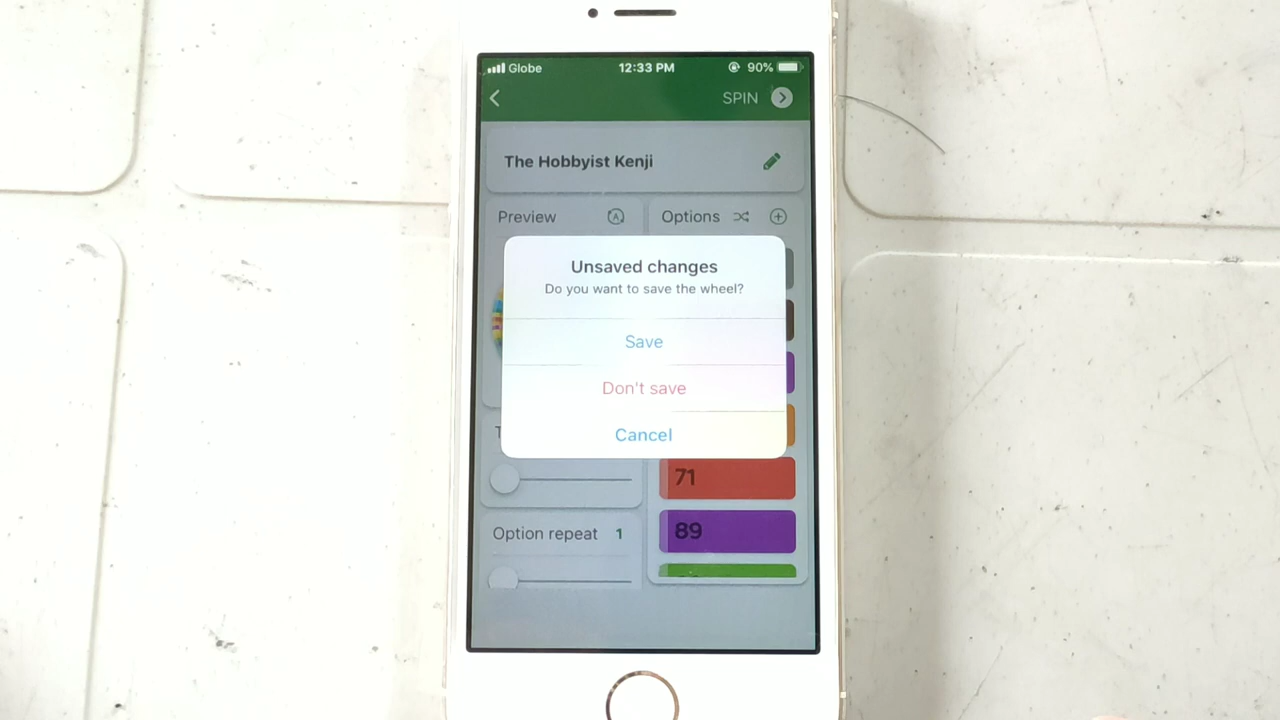 Globe 12:33 PM 90%
SPIN
The Hobbyist Kenji
Preview
Options
Unsaved changes
Do you want to save the wheel?
Save
Don't save
Cancel
71
Option repeat 1
89